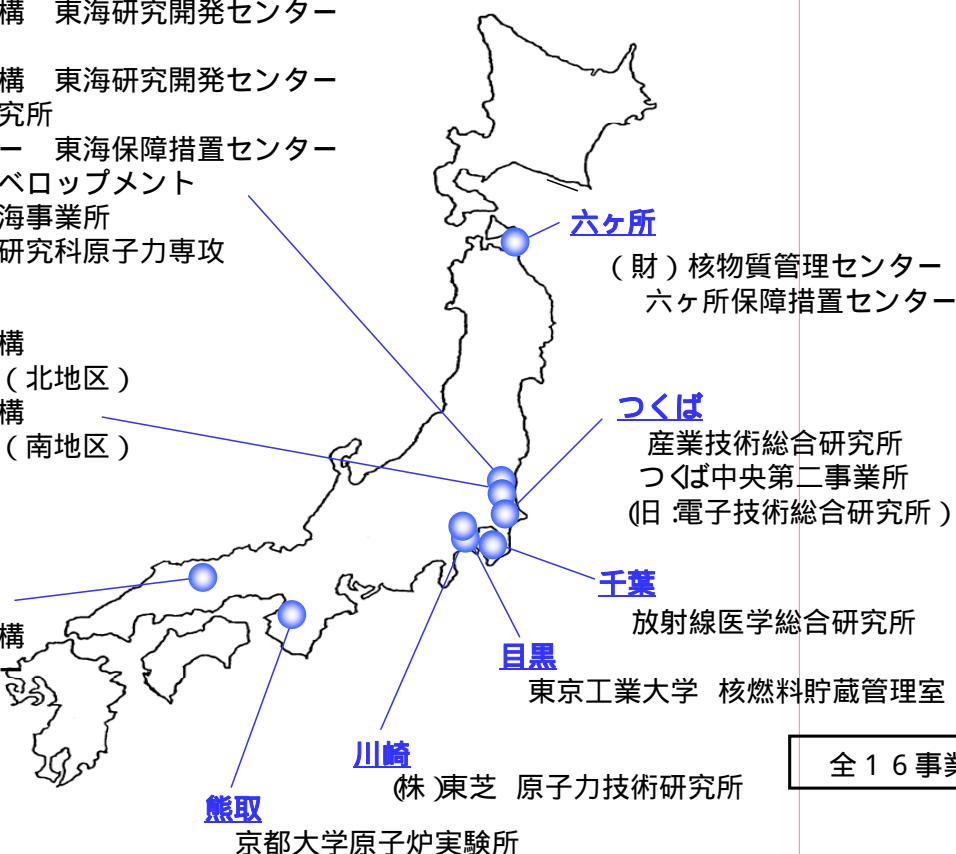 構　東海研究開発センター
構　東海研究開発センター
究所
ー　東海保障措置センター
ベロップメント
海事業所
研究科原子力専攻
構
（北地区）
構
（南地区）
構
六ヶ所
（財）核物質管理センター
六ヶ所保障措置センター
つくば
産業技術総合研究所
つくば中央第二事業所
(旧:電子技術総合研究所）
千葉
放射線医学総合研究所
目黒
東京工業大学　核燃料貯蔵管理室
全１６事業
川崎
(株)東芝　原子力技術研究所
熊取
京都大学原子炉実験所